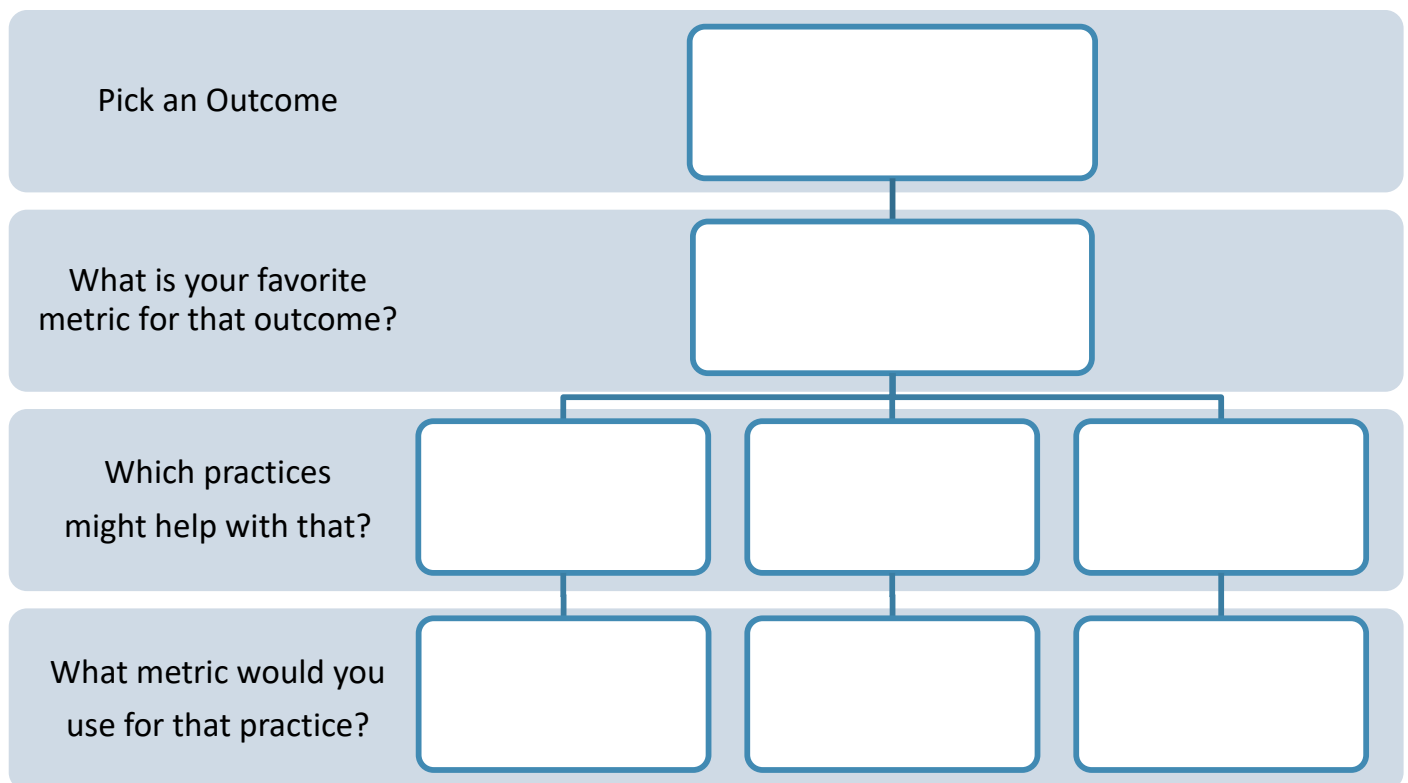 Pick an Outcome
What is your favorite
metric for that outcome?
Which practices
might help with that?
What metric would you
use for that practice?